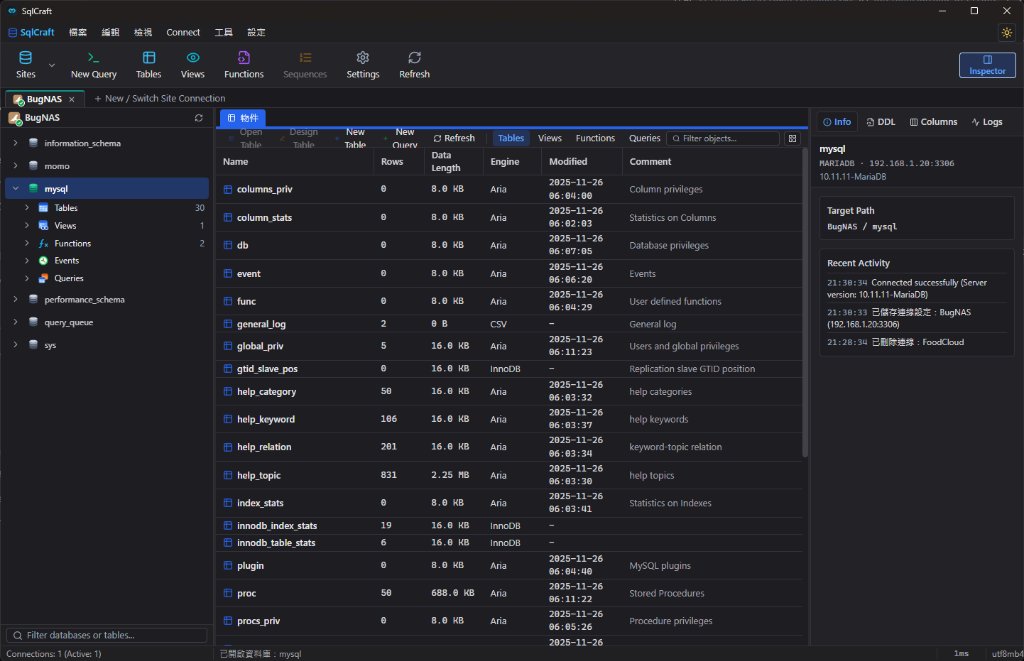 SqlCraft
SqlCraft 檔案 編輯 檢視 Connect 工具 設定
Sites New Query Tables Views Functions Sequences Settings Refresh Inspector
BugNAS × + New / Switch Site Connection
BugNAS
information_schema
momo
mysql
Tables 30
Views 1
Functions 2
Events
Queries
performance_schema
query_queue
sys
Filter databases or tables...
Connections: 1 (Active: 1)
物件
Open Table Design Table New Table New Query Refresh Tables Views Functions Queries Filter objects...
Name Rows Data Length Engine Modified Comment
columns_priv 0 8.0 KB Aria 2025-11-26 06:04:00 Column privileges
column_stats 0 8.0 KB Aria 2025-11-26 06:02:03 Statistics on Columns
db 0 8.0 KB Aria 2025-11-26 06:07:05 Database privileges
event 0 8.0 KB Aria 2025-11-26 06:06:20 Events
func 0 8.0 KB Aria 2025-11-26 06:04:29 User defined functions
general_log 2 0 B CSV – General log
global_priv 5 16.0 KB Aria 2025-11-26 06:11:23 Users and global privileges
gtid_slave_pos 0 16.0 KB InnoDB – Replication slave GTID position
help_category 50 16.0 KB Aria 2025-11-26 06:03:32 help categories
help_keyword 106 16.0 KB Aria 2025-11-26 06:03:37 help keywords
help_relation 201 16.0 KB Aria 2025-11-26 06:03:34 keyword-topic relation
help_topic 831 2.25 MB Aria 2025-11-26 06:03:30 help topics
index_stats 0 8.0 KB Aria 2025-11-26 06:03:41 Statistics on Indexes
innodb_index_stats 19 16.0 KB InnoDB –
innodb_table_stats 6 16.0 KB InnoDB –
plugin 0 8.0 KB Aria 2025-11-26 06:04:40 MySQL plugins
proc 50 688.0 KB Aria 2025-11-26 06:11:22 Stored Procedures
procs_priv 0 8.0 KB Aria 2025-11-26 06:05:26 Procedure privileges
2025-11-26
已開啟資料庫：mysql
Info DDL Columns Logs
mysql
MARIADB · 192.168.1.20:3306
10.11.11-MariaDB
Target Path
BugNAS / mysql
Recent Activity
21:30:34 Connected successfully (Server
version: 10.11.11-MariaDB)
21:30:33 已儲存連線設定：BugNAS
(192.168.1.20:3306)
21:28:34 已刪除連線：FoodCloud
1ms utf8mb4